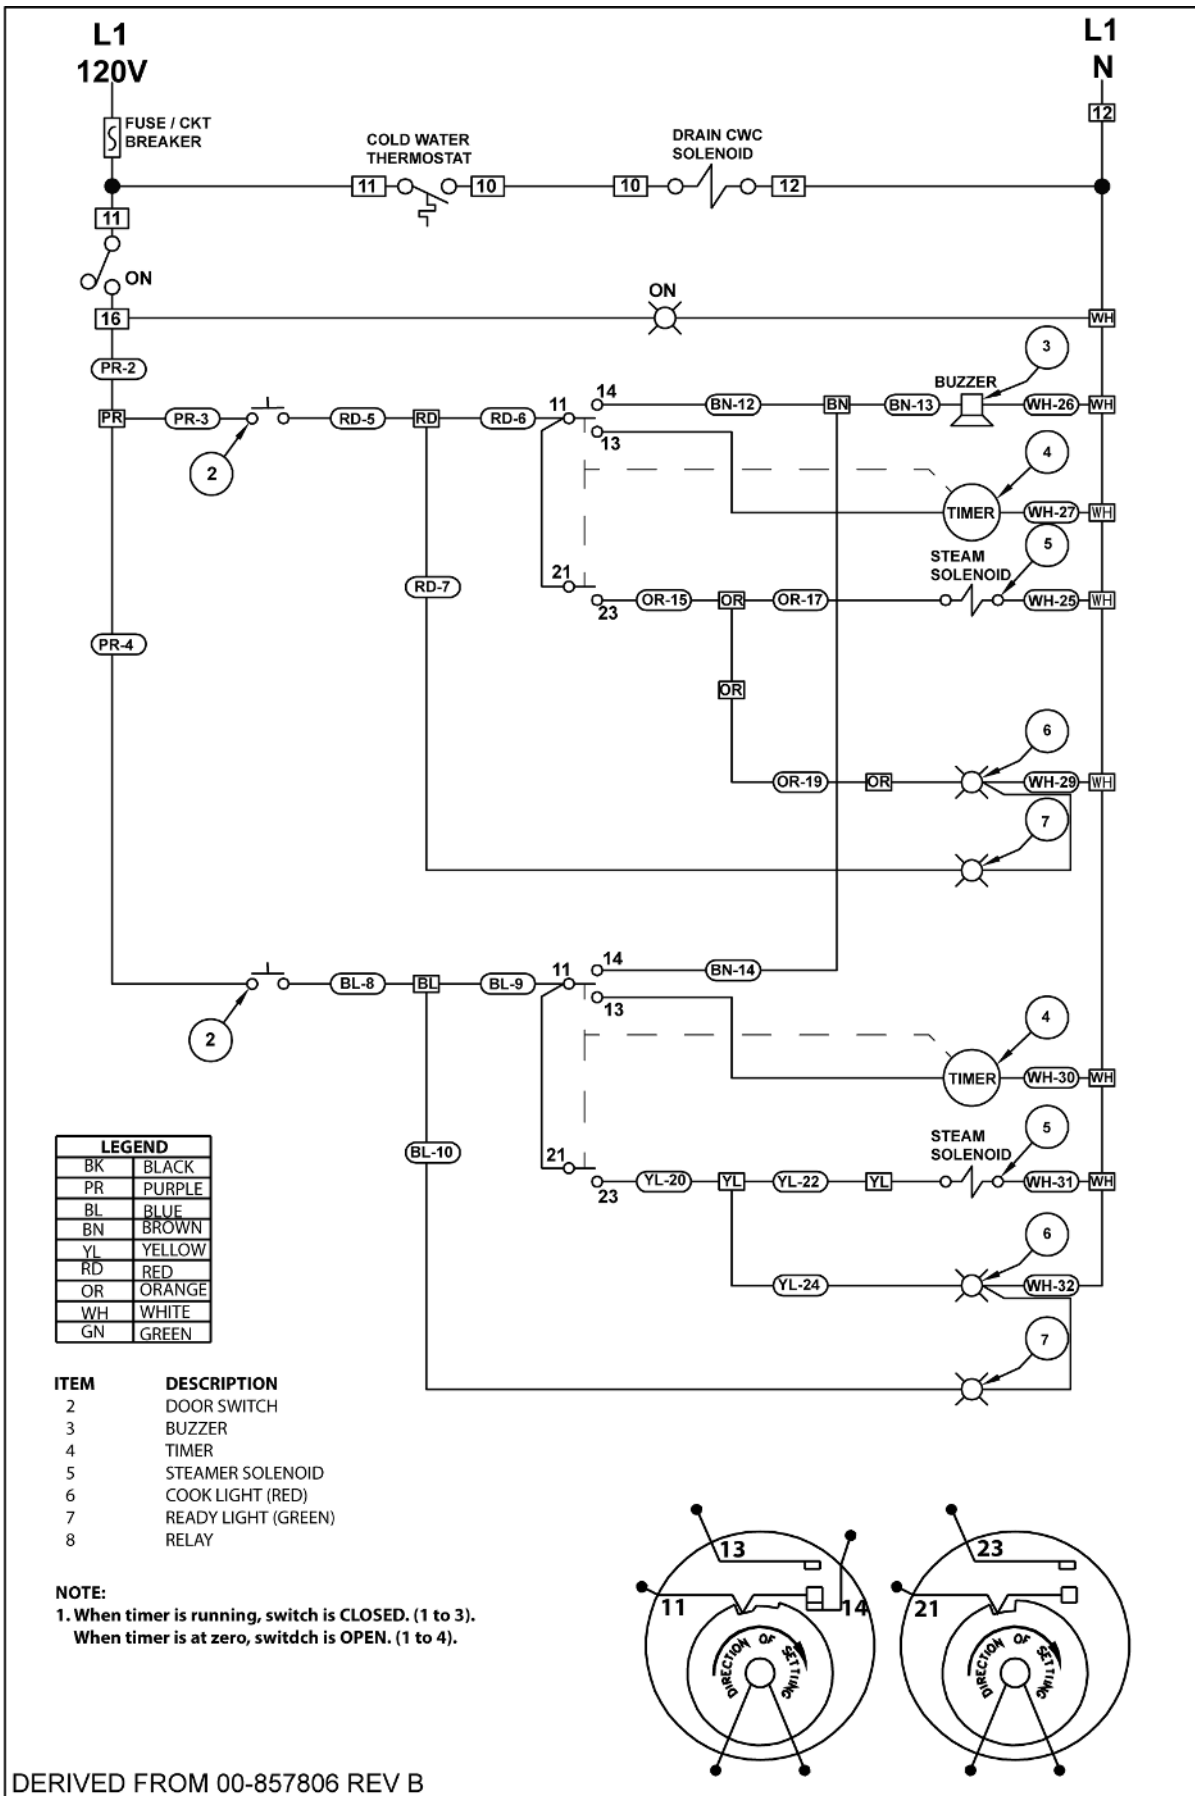 L1
120V
L1
N
12
FUSE / CKT
BREAKER
COLD WATER
THERMOSTAT
DRAIN CWC
SOLENOID
11
10
10
12
11
ON
16
ON
WH
PR-2
3
BUZZER
PR
PR-3
RD-5
RD
RD-6
11
14
13
BN-12
BN
BN-13
WH-26
WH
2
4
TIMER
WH-27
WH
5
STEAM
SOLENOID
RD-7
21
23
OR-15
OR
OR-17
WH-25
WH
PR-4
OR
6
OR-19
OR
WH-29
WH
7
11
14
13
BN-14
BL-8
BL
BL-9
2
4
TIMER
WH-30
WH
5
STEAM
SOLENOID
BL-10
21
23
YL-20
YL
YL-22
YL
WH-31
WH
6
YL-24
WH-32
7
LEGEND
BK BLACK
PR PURPLE
BL BLUE
BN BROWN
YL YELLOW
RD RED
OR ORANGE
WH WHITE
GN GREEN
ITEM DESCRIPTION
2 DOOR SWITCH
3 BUZZER
4 TIMER
5 STEAMER SOLENOID
6 COOK LIGHT (RED)
7 READY LIGHT (GREEN)
8 RELAY
NOTE:
1. When timer is running, switch is CLOSED. (1 to 3).
When timer is at zero, switdch is OPEN. (1 to 4).
13
11
14
DIRECTION OF SETTING
23
21
DIRECTION OF SETTING
DERIVED FROM 00-857806 REV B